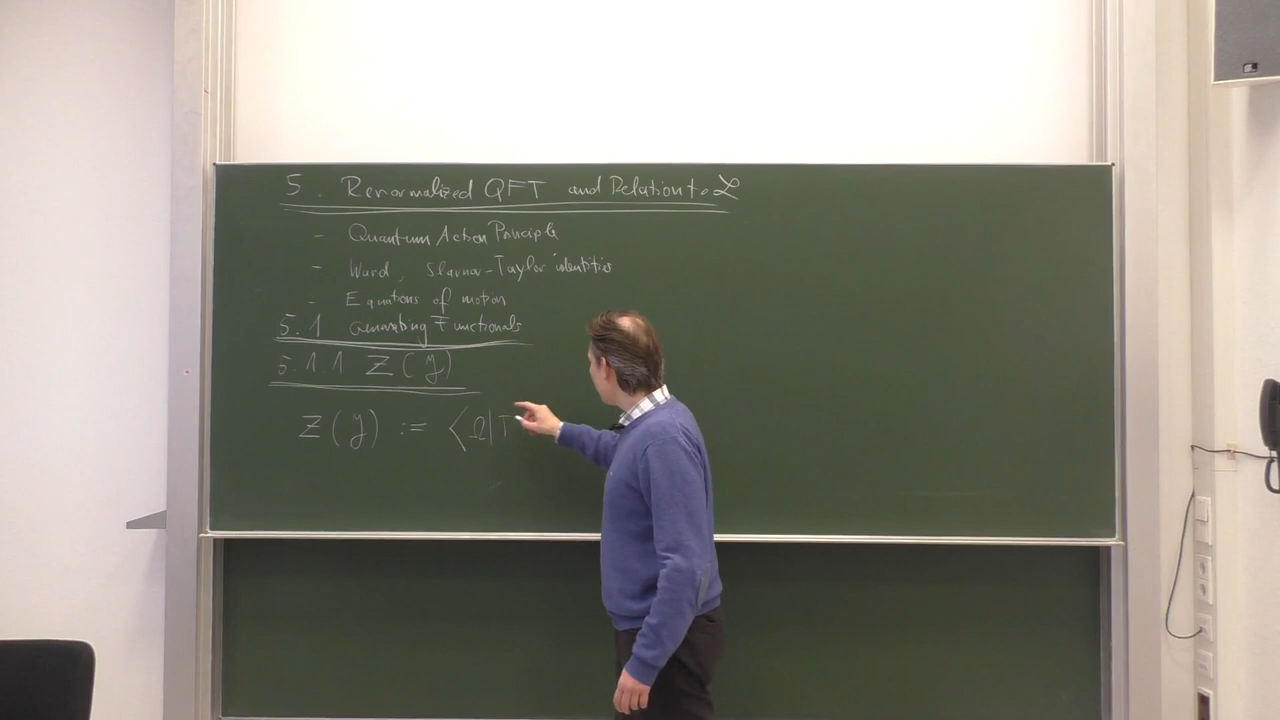 5. Renormalized QFT and Relation to ℒ
- Quantum Action Principle
- Ward, Slavnov-Taylor identities
- Equations of motion
5.1 Generating Functionals
5.1.1 Z(J)
Z(J) := ⟨Ω|T